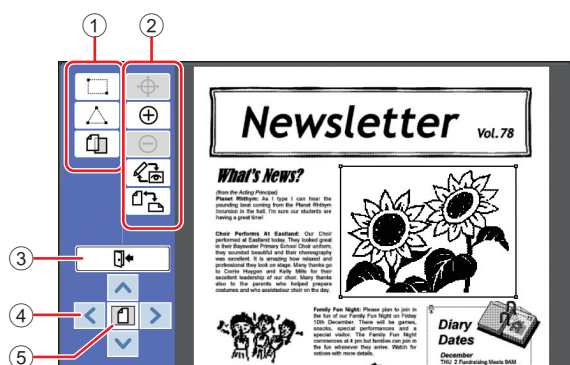 1
2
3
4
5
Newsletter Vol.78
What's News?
(from the Acting Principal)
Planet Rhthym: As I type I can hear the
pounding beat coming from the Planet Rhthym
incursion in the hall. I'm sure our students are
having a great time!
Choir Performs At Eastland: Our Choir
performed at Eastland today. They looked great
in their Bayswater Primary School Choir uniform,
they sounded beautiful and their choreography
was excellent. It is amazing how relaxed and
professional they look on stage. Many thanks go
to Corrie Huygen and Kelly Mills for their
excellent leadership of our choir. Many thanks
also to the parents who helped prepare
costumes and who assistedour choir on the day.
Family Fun Night: Please plan to join in
the fun of our Family Fun Night on Friday
10th December. There will be games,
snacks, special performances and a
special visitor. The Family Fun Night
commences at 4 pm but families can join in
the fun whenever they arrive. Watch for
notices with more details.
Diary
Dates
December
THU 2 Fundraising Meets 9AM